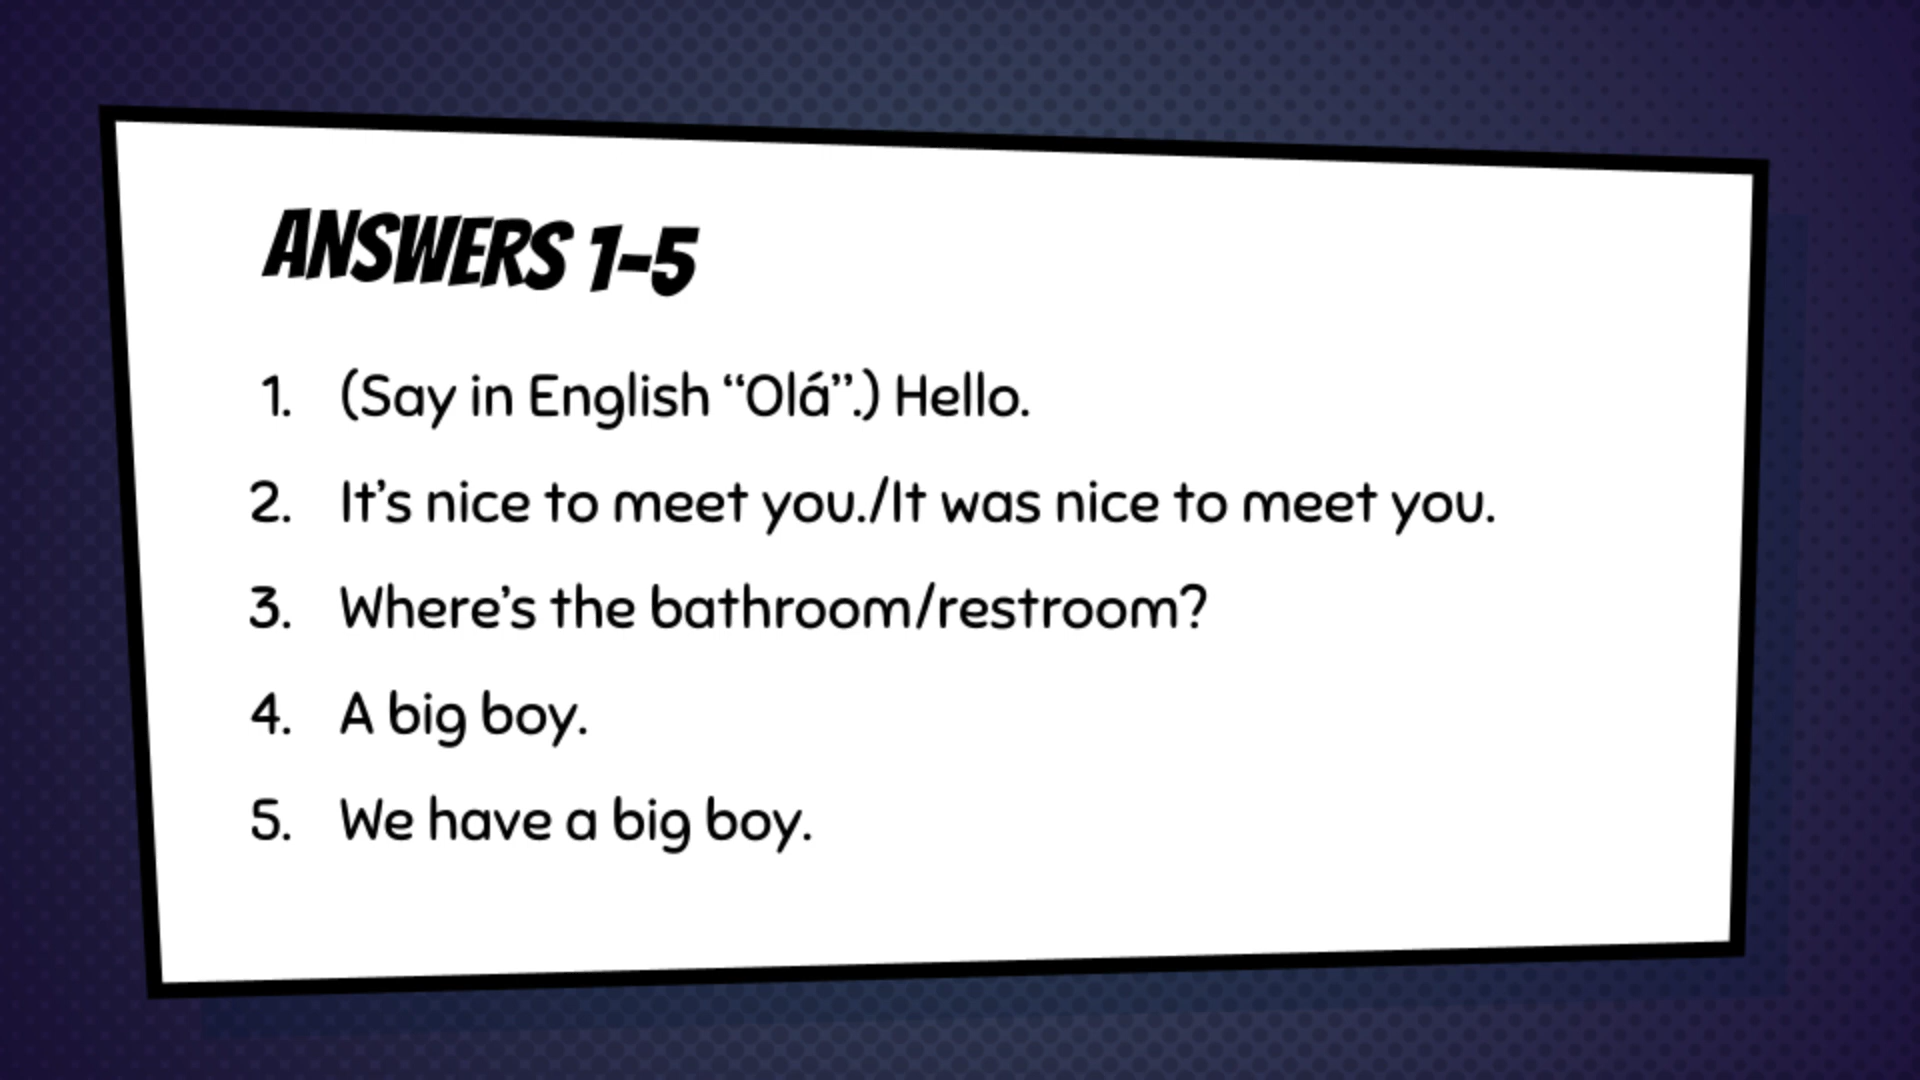 ANSWERS 1-5
1. (Say in English “Olá”.) Hello.
2. It’s nice to meet you./It was nice to meet you.
3. Where’s the bathroom/restroom?
4. A big boy.
5. We have a big boy.